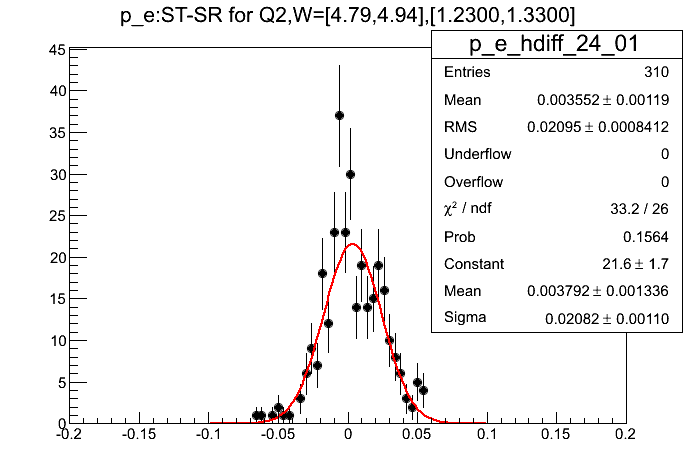 p_e:ST-SR for Q2,W=[4.79,4.94],[1.2300,1.3300]
p_e_hdiff_24_01
Entries 310
Mean 0.003552 ± 0.00119
RMS 0.02095 ± 0.0008412
Underflow 0
Overflow 0
χ² / ndf 33.2 / 26
Prob 0.1564
Constant 21.6 ± 1.7
Mean 0.003792 ± 0.001336
Sigma 0.02082 ± 0.00110
45
40
35
30
25
20
15
10
5
0
-0.2 -0.15 -0.1 -0.05 0 0.05 0.1 0.15 0.2